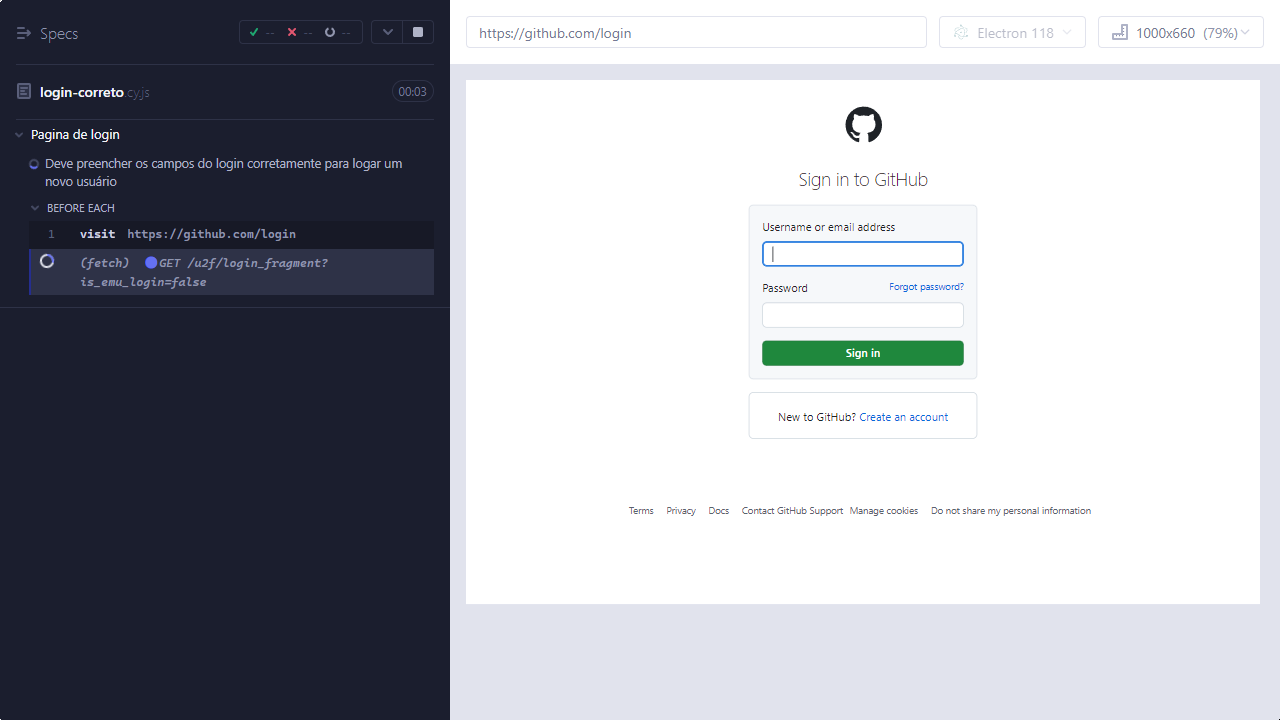 Specs
-- -- --
login-correto.cy.js
00:03
Pagina de login
Deve preencher os campos do login corretamente para logar um
novo usuário
BEFORE EACH
1 visit https://github.com/login
(fetch) GET /u2f/login_fragment?
is_emu_login=false
https://github.com/login
Electron 118
1000x660 (79%)
Sign in to GitHub
Username or email address
Password
Forgot password?
Sign in
New to GitHub? Create an account
Terms Privacy Docs Contact GitHub Support Manage cookies Do not share my personal information